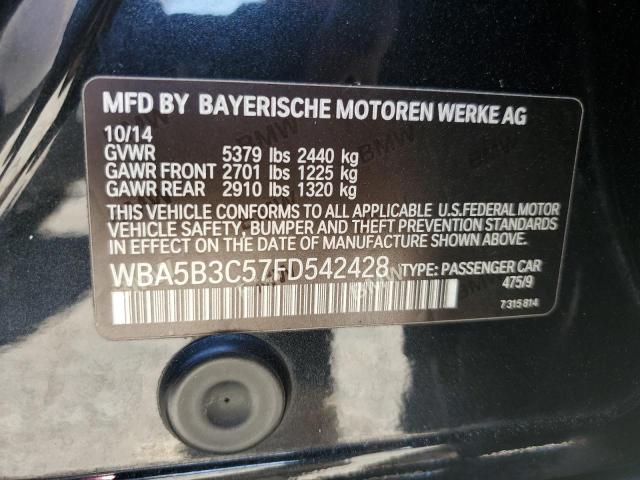 MFD BY BAYERISCHE MOTOREN WERKE AG
10/14
GVWR 5379 lbs 2440 kg
GAWR FRONT 2701 lbs 1225 kg
GAWR REAR 2910 lbs 1320 kg
THIS VEHICLE CONFORMS TO ALL APPLICABLE U.S.FEDERAL MOTOR
VEHICLE SAFETY, BUMPER AND THEFT PREVENTION STANDARDS
IN EFFECT ON THE DATE OF MANUFACTURE SHOWN ABOVE.
WBA5B3C57FD542428 TYPE: PASSENGER CAR
475/9
7315814